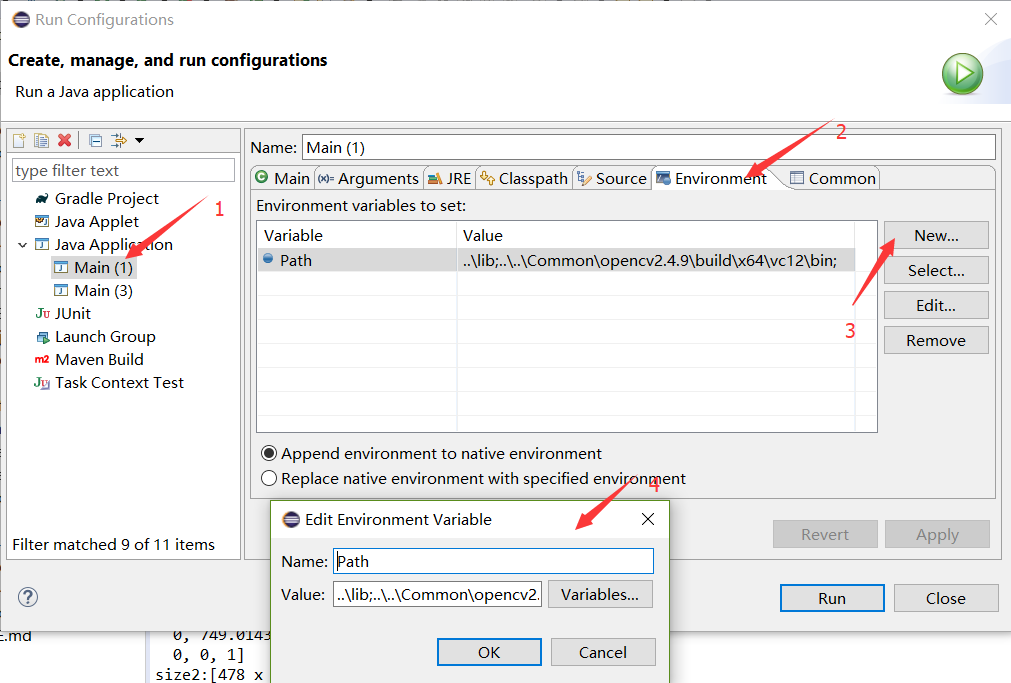 Run Configurations
Create, manage, and run configurations
Run a Java application
type filter text
Gradle Project
Java Applet
Java Application
Main (1)
Main (3)
JUnit
Launch Group
Maven Build
Task Context Test
Filter matched 9 of 11 items
1
Name: Main (1)
2
Main (x)= Arguments JRE Classpath Source Environment Common
Environment variables to set:
Variable Value
Path ..\lib;..\..\Common\opencv2.4.9\build\x64\vc12\bin;
New...
Select...
Edit...
Remove
3
Append environment to native environment
Replace native environment with specified environment
4
Revert Apply
Run Close
Edit Environment Variable
Name: Path
Value: ..\lib;..\..\Common\opencv2. Variables...
OK Cancel
E.md
0, 749.0143
0, 0, 1]
size2:[478 x